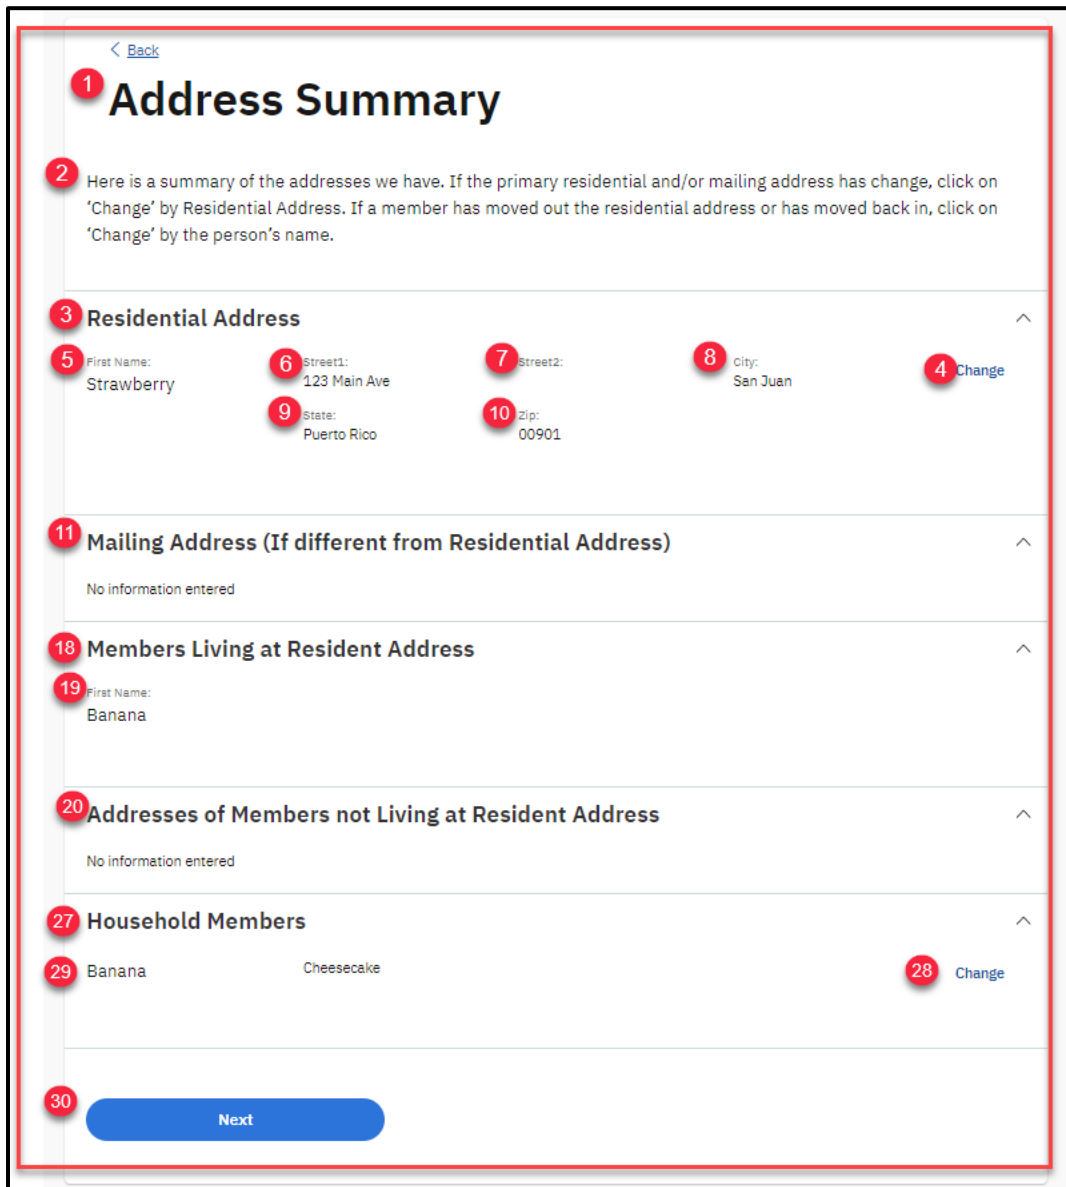 Back
1
Address Summary
2
Here is a summary of the addresses we have. If the primary residential and/or mailing address has change, click on
‘Change’ by Residential Address. If a member has moved out the residential address or has moved back in, click on
‘Change’ by the person’s name.
3 Residential Address
5 First Name: 6 Street1: 7 Street2: 8 City: 4 Change
Strawberry 123 Main Ave San Juan
9 State: 10 Zip:
Puerto Rico 00901
11 Mailing Address (If different from Residential Address)
No information entered
18 Members Living at Resident Address
19 First Name:
Banana
20 Addresses of Members not Living at Resident Address
No information entered
27 Household Members
29 Banana Cheesecake 28 Change
30 Next